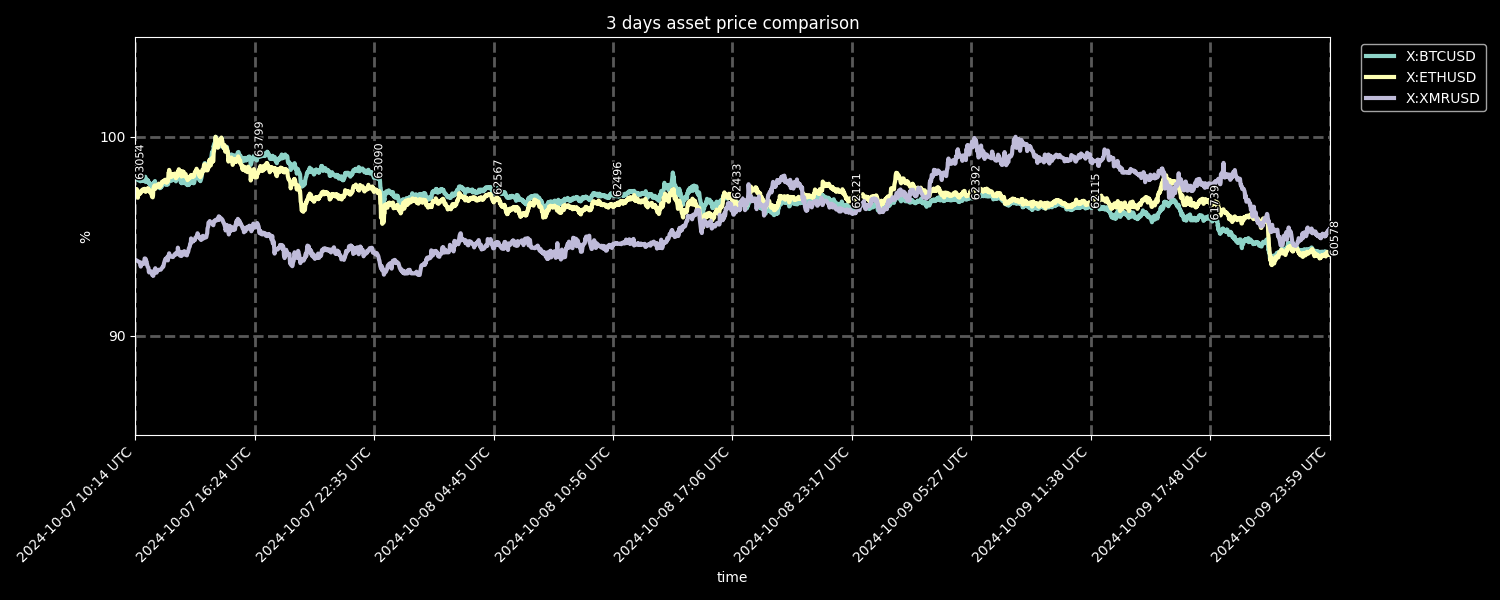 3 days asset price comparison
X:BTCUSD
X:ETHUSD
X:XMRUSD
100
90
%
63054
63799
63090
62567
62496
62433
62121
62392
62115
61739
60578
2024-10-07 10:14 UTC
2024-10-07 16:24 UTC
2024-10-07 22:35 UTC
2024-10-08 04:45 UTC
2024-10-08 10:56 UTC
2024-10-08 17:06 UTC
2024-10-08 23:17 UTC
2024-10-09 05:27 UTC
2024-10-09 11:38 UTC
2024-10-09 17:48 UTC
2024-10-09 23:59 UTC
time